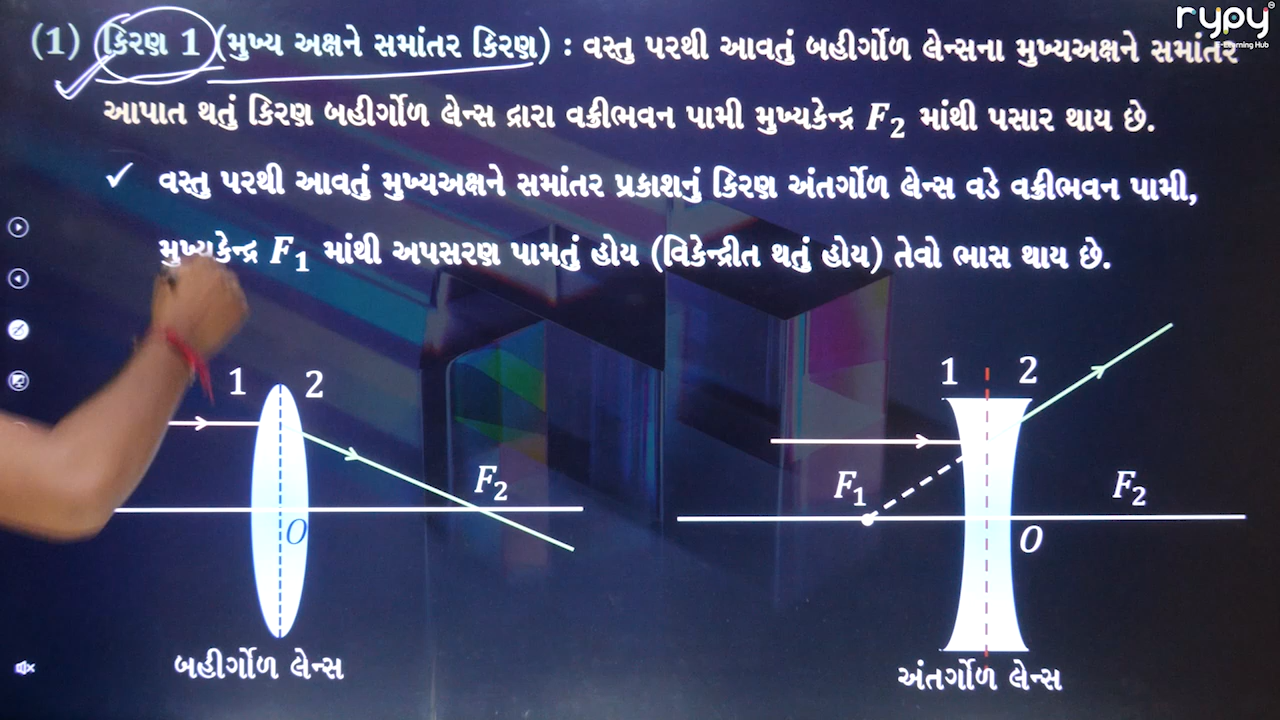 rypy
E-Learning Hub
(1) કિરણ 1 (મુખ્ય અક્ષને સમાંતર કિરણ) : વસ્તુ પરથી આવતું બહીર્ગોળ લેન્સના મુખ્યઅક્ષને સમાંતર
આપાત થતું કિરણ બહીર્ગોળ લેન્સ દ્રારા વક્રીભવન પામી મુખ્યકેન્દ્ર F₂ માંથી પસાર થાય છે.
✓ વસ્તુ પરથી આવતું મુખ્યઅક્ષને સમાંતર પ્રકાશનું કિરણ અંતર્ગોળ લેન્સ વડે વક્રીભવન પામી,
મુખ્યકેન્દ્ર F₁ માંથી અપસરણ પામતું હોય (વિકેન્દ્રીત થતું હોય) તેવો ભાસ થાય છે.
1 2
F₂
O
બહીર્ગોળ લેન્સ
1 2
F₁ F₂
O
અંતર્ગોળ લેન્સ